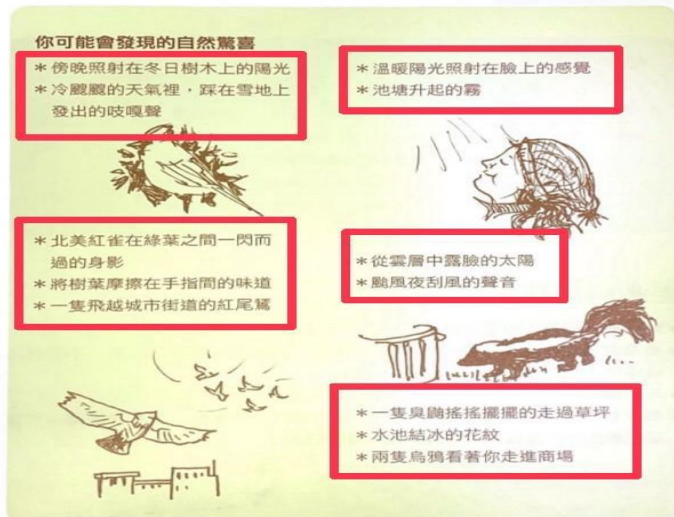 你可能會發現的自然驚喜
＊傍晚照射在冬日樹木上的陽光
＊冷颼颼的天氣裡，踩在雪地上
發出的吱嘎聲
＊溫暖陽光照射在臉上的感覺
＊池塘升起的霧
＊北美紅雀在綠葉之間一閃而
過的身影
＊將樹葉摩擦在手指間的味道
＊一隻飛越城市街道的紅尾鵟
＊從雲層中露臉的太陽
＊颱風夜刮風的聲音
＊一隻臭鼬搖搖擺擺的走過草坪
＊水池結冰的花紋
＊兩隻烏鴉看著你走進商場